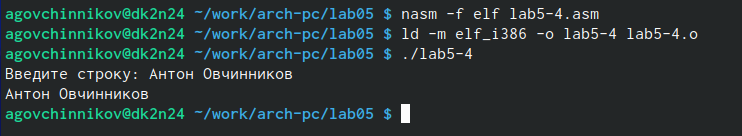 agovchinnikov@dk2n24 ~/work/arch-pc/lab05 $ nasm -f elf lab5-4.asm
agovchinnikov@dk2n24 ~/work/arch-pc/lab05 $ ld -m elf_i386 -o lab5-4 lab5-4.o
agovchinnikov@dk2n24 ~/work/arch-pc/lab05 $ ./lab5-4
Введите строку: Антон Овчинников
Антон Овчинников
agovchinnikov@dk2n24 ~/work/arch-pc/lab05 $